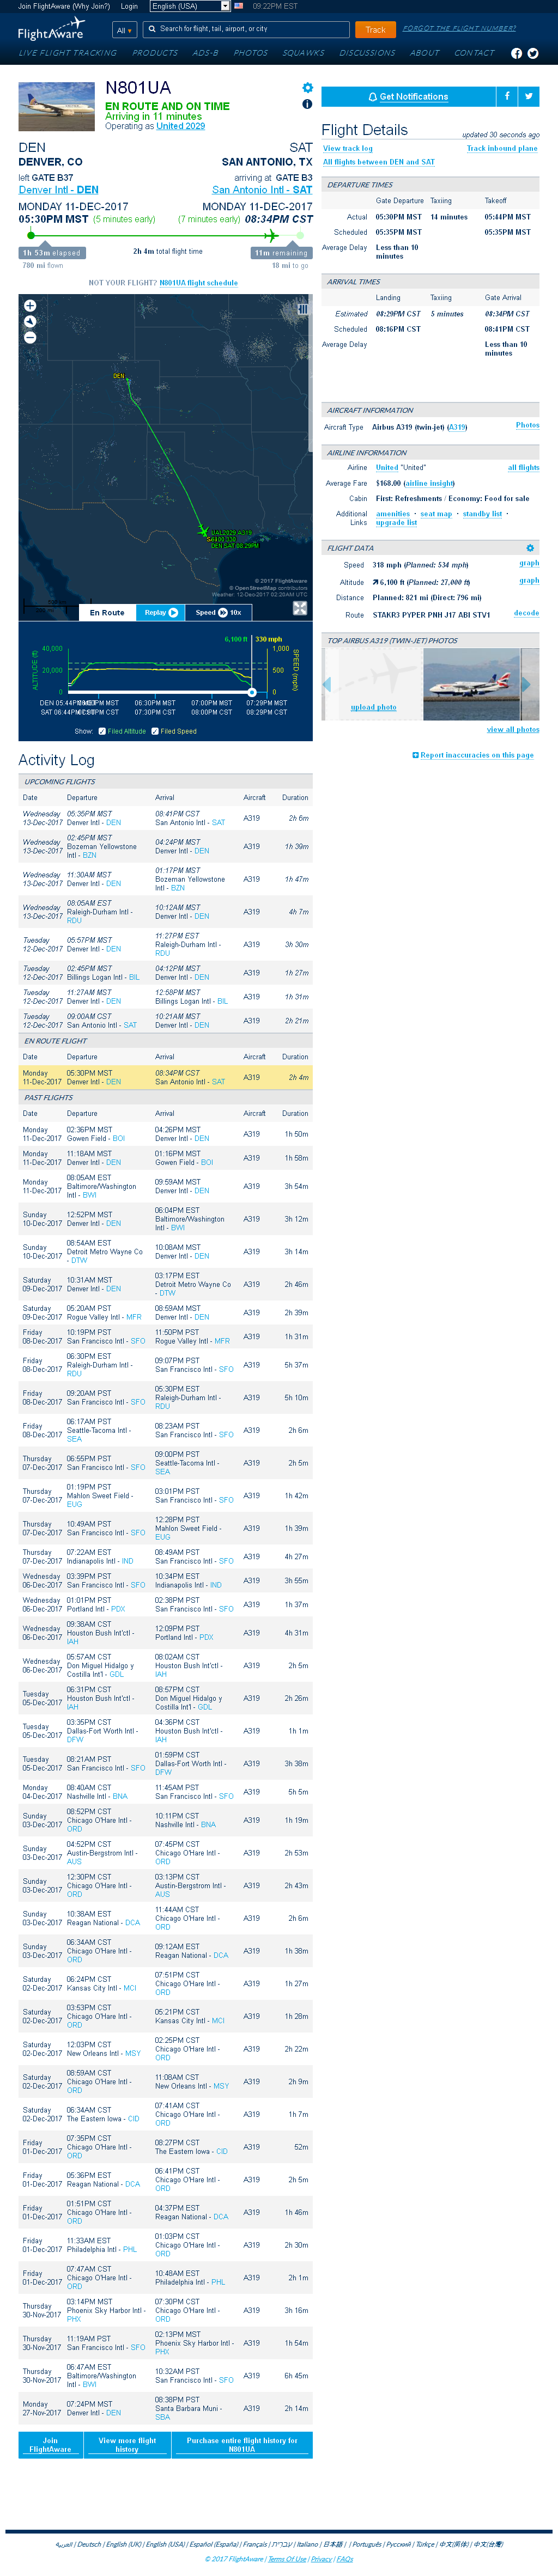 Join FlightAware (Why Join?) Login English (USA) 09:22PM EST
FlightAware
All Search for flight, tail, airport, or city Track FORGOT THE FLIGHT NUMBER?
LIVE FLIGHT TRACKING PRODUCTS ADS-B PHOTOS SQUAWKS DISCUSSIONS ABOUT CONTACT
N801UA
EN ROUTE AND ON TIME
Arriving in 11 minutes
Operating as United 2029
DEN SAT
DENVER, CO SAN ANTONIO, TX
left GATE B37 arriving at GATE B3
Denver Intl - DEN San Antonio Intl - SAT
MONDAY 11-DEC-2017 MONDAY 11-DEC-2017
05:30PM MST (5 minutes early) (7 minutes early) 08:34PM CST
1h 53m elapsed 2h 4m total flight time 11m remaining
780 mi flown 18 mi to go
NOT YOUR FLIGHT? N801UA flight schedule
DEN
UAL2029 A319
DEN SAT 08:29PM
© 2017 FlightAware
© OpenStreetMap contributors
Weather: 12-Dec-2017 02:20AM UTC
En Route Replay Speed 10x
6,100 ft 330 mph
ALTITUDE (ft) 40,000 20,000 0
SPEED (mph) 1,000 500 0
06:30PM MST 07:00PM MST 07:29PM MST
07:30PM CST 08:00PM CST 08:29PM CST
Show: Filed Altitude Filed Speed
Get Notifications
Flight Details updated 30 seconds ago
View track log Track inbound plane
All flights between DEN and SAT
DEPARTURE TIMES
Gate Departure Taxiing Takeoff
Actual 05:30PM MST 14 minutes 05:44PM MST
Scheduled 05:35PM MST 05:35PM MST
Average Delay Less than 10 minutes
ARRIVAL TIMES
Landing Taxiing Gate Arrival
Estimated 08:29PM CST 5 minutes 08:34PM CST
Scheduled 08:16PM CST 08:41PM CST
Average Delay Less than 10 minutes
AIRCRAFT INFORMATION
Aircraft Type Airbus A319 (twin-jet) (A319) Photos
AIRLINE INFORMATION
Airline United "United" all flights
Average Fare $168.00 (airline insight)
Cabin First: Refreshments / Economy: Food for sale
Additional Links amenities · seat map · standby list · upgrade list
FLIGHT DATA
Speed 318 mph (Planned: 534 mph) graph
Altitude 6,100 ft (Planned: 27,000 ft) graph
Distance Planned: 821 mi (Direct: 796 mi)
Route STAKR3 PYPER PNH J17 ABI STV1 decode
TOP AIRBUS A319 (TWIN-JET) PHOTOS
upload photo
view all photos
Report inaccuracies on this page
Activity Log
UPCOMING FLIGHTS
Date Departure Arrival Aircraft Duration
Wednesday 13-Dec-2017 05:35PM MST Denver Intl - DEN 08:41PM CST San Antonio Intl - SAT A319 2h 6m
Wednesday 13-Dec-2017 02:45PM MST Bozeman Yellowstone Intl - BZN 04:24PM MST Denver Intl - DEN A319 1h 39m
Wednesday 13-Dec-2017 11:30AM MST Denver Intl - DEN 01:17PM MST Bozeman Yellowstone Intl - BZN A319 1h 47m
Wednesday 13-Dec-2017 08:05AM EST Raleigh-Durham Intl - RDU 10:12AM MST Denver Intl - DEN A319 4h 7m
Tuesday 12-Dec-2017 05:57PM MST Denver Intl - DEN 11:27PM EST Raleigh-Durham Intl - RDU A319 3h 30m
Tuesday 12-Dec-2017 02:45PM MST Billings Logan Intl - BIL 04:12PM MST Denver Intl - DEN A319 1h 27m
Tuesday 12-Dec-2017 11:27AM MST Denver Intl - DEN 12:58PM MST Billings Logan Intl - BIL A319 1h 31m
Tuesday 12-Dec-2017 09:00AM CST San Antonio Intl - SAT 10:21AM MST Denver Intl - DEN A319 2h 21m
EN ROUTE FLIGHT
Date Departure Arrival Aircraft Duration
Monday 11-Dec-2017 05:30PM MST Denver Intl - DEN 08:34PM CST San Antonio Intl - SAT A319 2h 4m
PAST FLIGHTS
Date Departure Arrival Aircraft Duration
Monday 11-Dec-2017 02:36PM MST Gowen Field - BOI 04:26PM MST Denver Intl - DEN A319 1h 50m
Monday 11-Dec-2017 11:18AM MST Denver Intl - DEN 01:16PM MST Gowen Field - BOI A319 1h 58m
Monday 11-Dec-2017 08:05AM EST Baltimore/Washington Intl - BWI 09:59AM MST Denver Intl - DEN A319 3h 54m
Sunday 10-Dec-2017 12:52PM MST Denver Intl - DEN 06:04PM EST Baltimore/Washington Intl - BWI A319 3h 12m
Sunday 10-Dec-2017 08:54AM EST Detroit Metro Wayne Co - DTW 10:08AM MST Denver Intl - DEN A319 3h 14m
Saturday 09-Dec-2017 10:31AM MST Denver Intl - DEN 03:17PM EST Detroit Metro Wayne Co - DTW A319 2h 46m
Saturday 09-Dec-2017 05:20AM PST Rogue Valley Intl - MFR 08:59AM MST Denver Intl - DEN A319 2h 39m
Friday 08-Dec-2017 10:19PM PST San Francisco Intl - SFO 11:50PM PST Rogue Valley Intl - MFR A319 1h 31m
Friday 08-Dec-2017 06:30PM EST Raleigh-Durham Intl - RDU 09:07PM PST San Francisco Intl - SFO A319 5h 37m
Friday 08-Dec-2017 09:20AM PST San Francisco Intl - SFO 05:30PM EST Raleigh-Durham Intl - RDU A319 5h 10m
Friday 08-Dec-2017 06:17AM PST Seattle-Tacoma Intl - SEA 08:23AM PST San Francisco Intl - SFO A319 2h 6m
Thursday 07-Dec-2017 06:55PM PST San Francisco Intl - SFO 09:00PM PST Seattle-Tacoma Intl - SEA A319 2h 5m
Thursday 07-Dec-2017 01:19PM PST Mahlon Sweet Field - EUG 03:01PM PST San Francisco Intl - SFO A319 1h 42m
Thursday 07-Dec-2017 10:49AM PST San Francisco Intl - SFO 12:28PM PST Mahlon Sweet Field - EUG A319 1h 39m
Thursday 07-Dec-2017 07:22AM EST Indianapolis Intl - IND 08:49AM PST San Francisco Intl - SFO A319 4h 27m
Wednesday 06-Dec-2017 03:39PM PST San Francisco Intl - SFO 10:34PM EST Indianapolis Intl - IND A319 3h 55m
Wednesday 06-Dec-2017 01:01PM PST Portland Intl - PDX 02:38PM PST San Francisco Intl - SFO A319 1h 37m
Wednesday 06-Dec-2017 09:38AM CST Houston Bush Int'ctl - IAH 12:09PM PST Portland Intl - PDX A319 4h 31m
Wednesday 06-Dec-2017 05:57AM CST Don Miguel Hidalgo y Costilla Int'l - GDL 08:02AM CST Houston Bush Int'ctl - IAH A319 2h 5m
Tuesday 05-Dec-2017 06:31PM CST Houston Bush Int'ctl - IAH 08:57PM CST Don Miguel Hidalgo y Costilla Int'l - GDL A319 2h 26m
Tuesday 05-Dec-2017 03:35PM CST Dallas-Fort Worth Intl - DFW 04:36PM CST Houston Bush Int'ctl - IAH A319 1h 1m
Tuesday 05-Dec-2017 08:21AM PST San Francisco Intl - SFO 01:59PM CST Dallas-Fort Worth Intl - DFW A319 3h 38m
Monday 04-Dec-2017 08:40AM CST Nashville Intl - BNA 11:45AM PST San Francisco Intl - SFO A319 5h 5m
Sunday 03-Dec-2017 08:52PM CST Chicago O'Hare Intl - ORD 10:11PM CST Nashville Intl - BNA A319 1h 19m
Sunday 03-Dec-2017 04:52PM CST Austin-Bergstrom Intl - AUS 07:45PM CST Chicago O'Hare Intl - ORD A319 2h 53m
Sunday 03-Dec-2017 12:30PM CST Chicago O'Hare Intl - ORD 03:13PM CST Austin-Bergstrom Intl - AUS A319 2h 43m
Sunday 03-Dec-2017 10:38AM EST Reagan National - DCA 11:44AM CST Chicago O'Hare Intl - ORD A319 2h 6m
Sunday 03-Dec-2017 06:34AM CST Chicago O'Hare Intl - ORD 09:12AM EST Reagan National - DCA A319 1h 38m
Saturday 02-Dec-2017 06:24PM CST Kansas City Intl - MCI 07:51PM CST Chicago O'Hare Intl - ORD A319 1h 27m
Saturday 02-Dec-2017 03:53PM CST Chicago O'Hare Intl - ORD 05:21PM CST Kansas City Intl - MCI A319 1h 28m
Saturday 02-Dec-2017 12:03PM CST New Orleans Intl - MSY 02:25PM CST Chicago O'Hare Intl - ORD A319 2h 22m
Saturday 02-Dec-2017 08:59AM CST Chicago O'Hare Intl - ORD 11:08AM CST New Orleans Intl - MSY A319 2h 9m
Saturday 02-Dec-2017 06:34AM CST The Eastern Iowa - CID 07:41AM CST Chicago O'Hare Intl - ORD A319 1h 7m
Friday 01-Dec-2017 07:35PM CST Chicago O'Hare Intl - ORD 08:27PM CST The Eastern Iowa - CID A319 52m
Friday 01-Dec-2017 05:36PM EST Reagan National - DCA 06:41PM CST Chicago O'Hare Intl - ORD A319 2h 5m
Friday 01-Dec-2017 01:51PM CST Chicago O'Hare Intl - ORD 04:37PM EST Reagan National - DCA A319 1h 46m
Friday 01-Dec-2017 11:33AM EST Philadelphia Intl - PHL 01:03PM CST Chicago O'Hare Intl - ORD A319 2h 30m
Friday 01-Dec-2017 07:47AM CST Chicago O'Hare Intl - ORD 10:48AM EST Philadelphia Intl - PHL A319 2h 1m
Thursday 30-Nov-2017 03:14PM MST Phoenix Sky Harbor Intl - PHX 07:30PM CST Chicago O'Hare Intl - ORD A319 3h 16m
Thursday 30-Nov-2017 11:19AM PST San Francisco Intl - SFO 02:13PM MST Phoenix Sky Harbor Intl - PHX A319 1h 54m
Thursday 30-Nov-2017 06:47AM EST Baltimore/Washington Intl - BWI 10:32AM PST San Francisco Intl - SFO A319 6h 45m
Monday 27-Nov-2017 07:24PM MST Denver Intl - DEN 08:38PM PST Santa Barbara Muni - SBA A319 2h 14m
Join FlightAware View more flight history Purchase entire flight history for N801UA
العربية | Deutsch | English (UK) | English (USA) | Español (España) | Français | עברית | Italiano | 日本語 | | Português | Русский | Türkçe | 中文(简体) | 中文(台灣)
© 2017 FlightAware | Terms Of Use | Privacy | FAQs